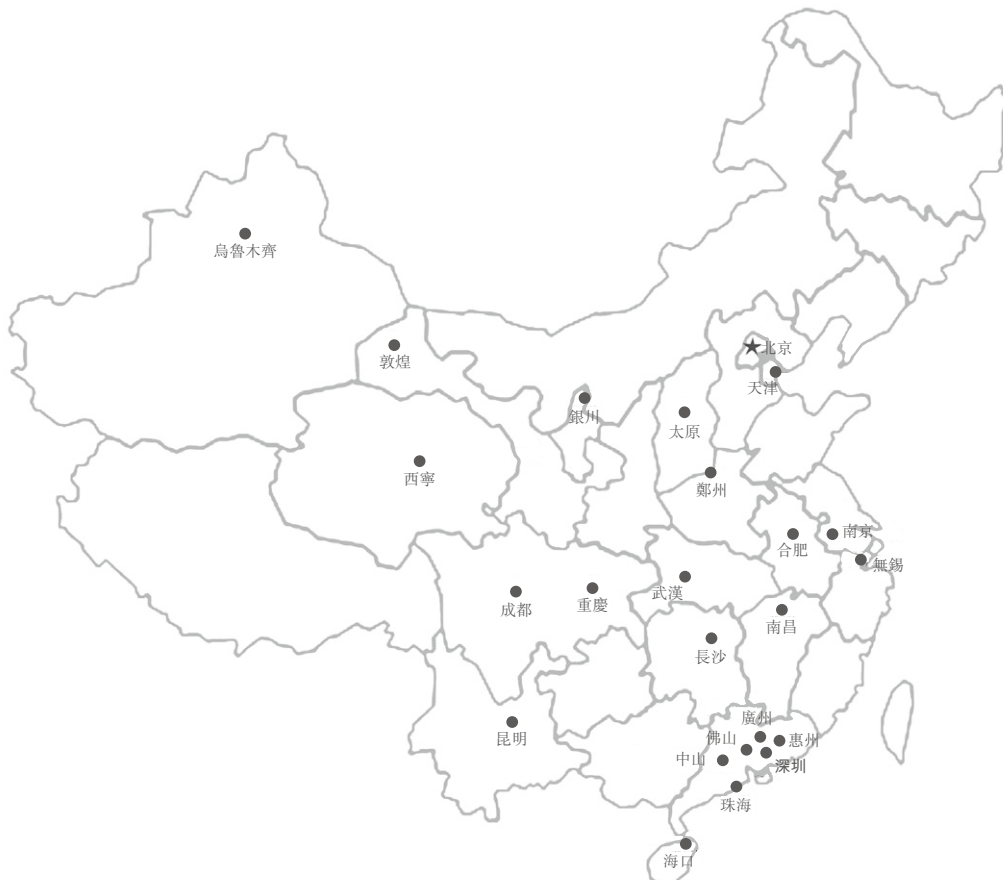 烏魯木齊
北京
敦煌
天津
銀川
太原
西寧
鄭州
南京
合肥
無錫
武漢
重慶
成都
南昌
長沙
廣州
昆明
佛山
惠州
中山
深圳
珠海
海口